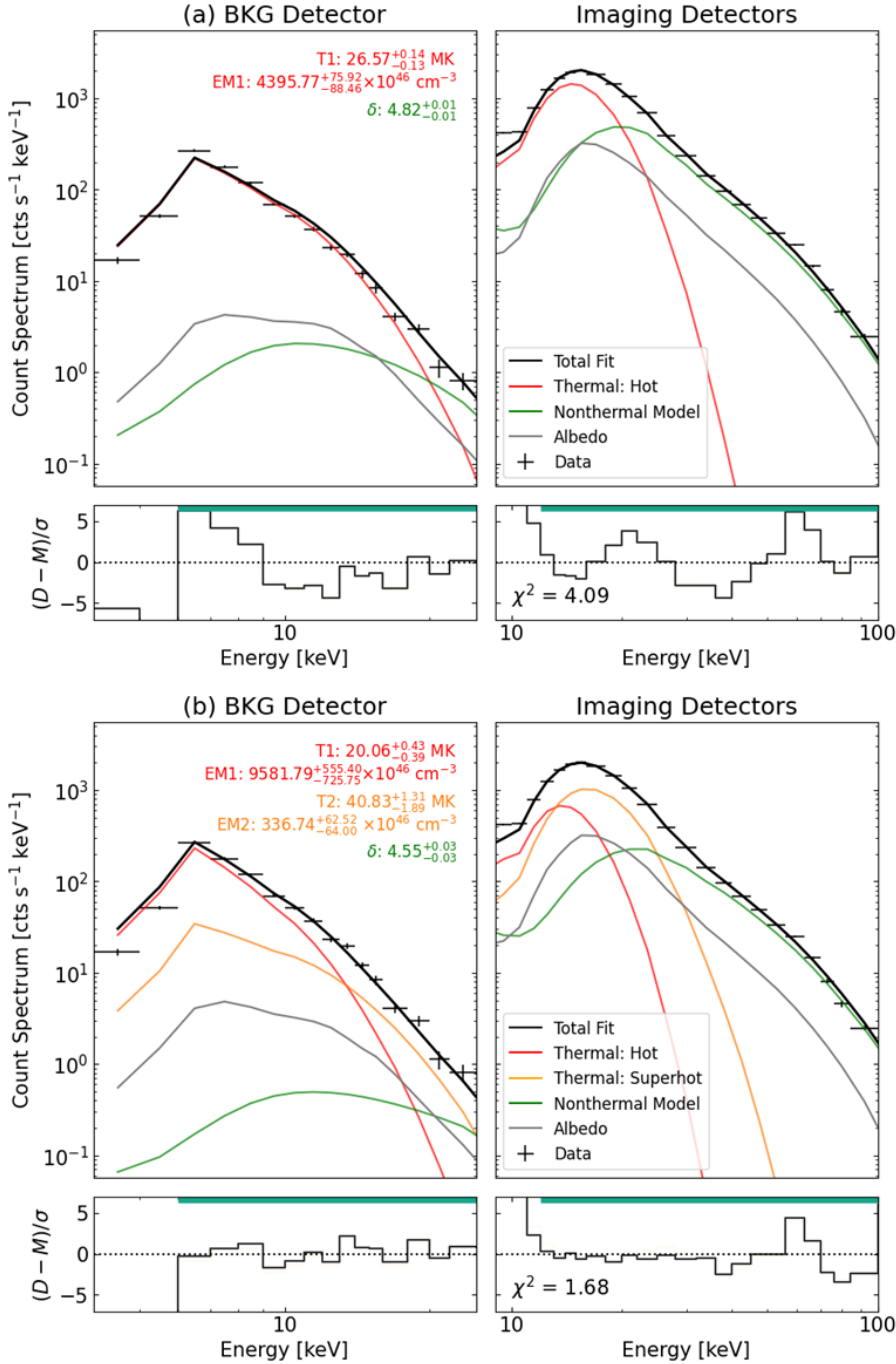 (a) BKG Detector
Imaging Detectors
T1: 26.57+0.14−0.13 MK
EM1: 4395.77+75.92−88.46×10^46 cm^−3
δ: 4.82+0.01−0.01
10^3
10^2
10^1
10^0
10^−1
Count Spectrum [cts s^−1 keV^−1]
Total Fit
Thermal: Hot
Nonthermal Model
Albedo
Data
5
0
−5
(D − M)/σ
χ^2 = 4.09
10
10
100
Energy [keV]
Energy [keV]
(b) BKG Detector
Imaging Detectors
T1: 20.06+0.43−0.39 MK
EM1: 9581.79+555.40−725.75×10^46 cm^−3
T2: 40.83+1.31−1.89 MK
EM2: 336.74+62.52−64.00 ×10^46 cm^−3
δ: 4.55+0.03−0.03
10^3
10^2
10^1
10^0
10^−1
Count Spectrum [cts s^−1 keV^−1]
Total Fit
Thermal: Hot
Thermal: Superhot
Nonthermal Model
Albedo
Data
5
0
−5
(D − M)/σ
χ^2 = 1.68
10
10
100
Energy [keV]
Energy [keV]